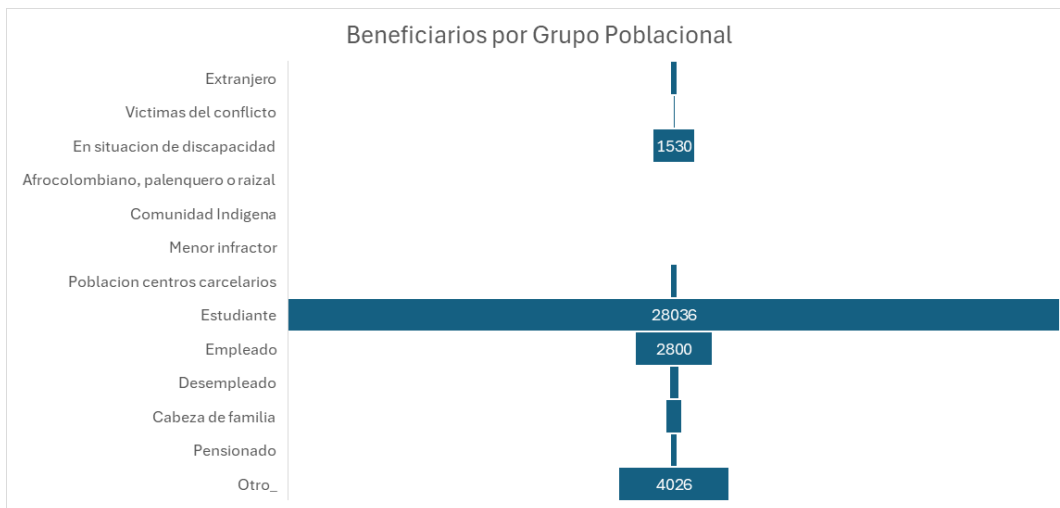 Beneficiarios por Grupo Poblacional
Extranjero
Victimas del conflicto
En situacion de discapacidad 1530
Afrocolombiano, palenquero o raizal
Comunidad Indigena
Menor infractor
Poblacion centros carcelarios
Estudiante 28036
Empleado 2800
Desempleado
Cabeza de familia
Pensionado
Otro_ 4026